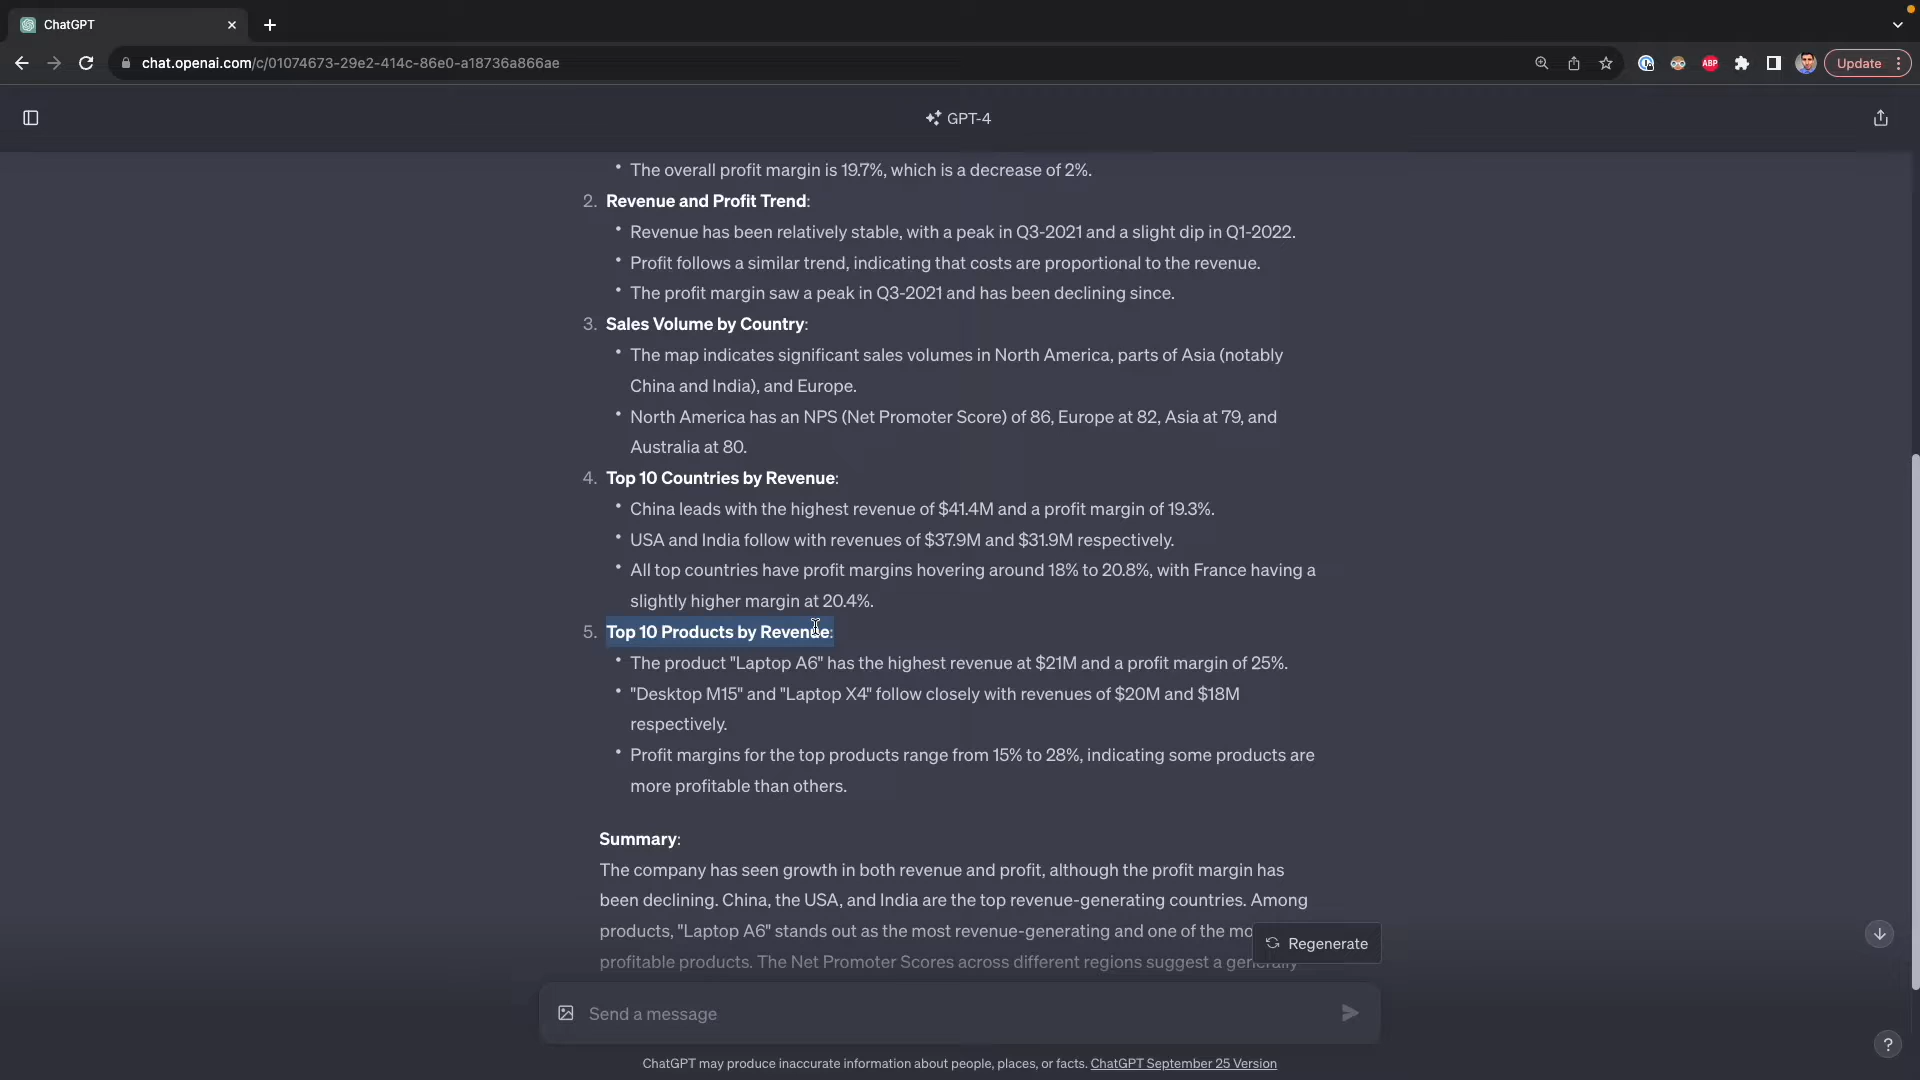 ChatGPT
chat.openai.com/c/01074673-29e2-414c-86e0-a18736a866ae
ABP
Update
GPT-4
• The overall profit margin is 19.7%, which is a decrease of 2%.
2. Revenue and Profit Trend:
• Revenue has been relatively stable, with a peak in Q3-2021 and a slight dip in Q1-2022.
• Profit follows a similar trend, indicating that costs are proportional to the revenue.
• The profit margin saw a peak in Q3-2021 and has been declining since.
3. Sales Volume by Country:
• The map indicates significant sales volumes in North America, parts of Asia (notably
China and India), and Europe.
• North America has an NPS (Net Promoter Score) of 86, Europe at 82, Asia at 79, and
Australia at 80.
4. Top 10 Countries by Revenue:
• China leads with the highest revenue of $41.4M and a profit margin of 19.3%.
• USA and India follow with revenues of $37.9M and $31.9M respectively.
• All top countries have profit margins hovering around 18% to 20.8%, with France having a
slightly higher margin at 20.4%.
5. Top 10 Products by Revenue:
• The product "Laptop A6" has the highest revenue at $21M and a profit margin of 25%.
• "Desktop M15" and "Laptop X4" follow closely with revenues of $20M and $18M
respectively.
• Profit margins for the top products range from 15% to 28%, indicating some products are
more profitable than others.
Summary:
The company has seen growth in both revenue and profit, although the profit margin has
been declining. China, the USA, and India are the top revenue-generating countries. Among
products, "Laptop A6" stands out as the most revenue-generating and one of the mo
Regenerate
profitable products. The Net Promoter Scores across different regions suggest a generally
Send a message
ChatGPT may produce inaccurate information about people, places, or facts. ChatGPT September 25 Version
?